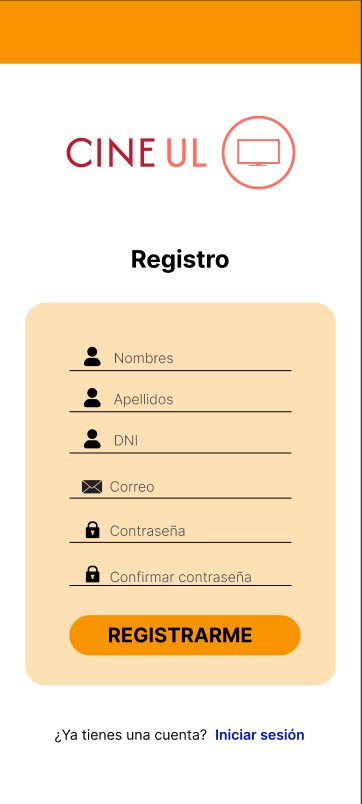 CINE UL
Registro
Nombres
Apellidos
DNI
Correo
Contraseña
Confirmar contraseña
REGISTRARME
¿Ya tienes una cuenta? Iniciar sesión